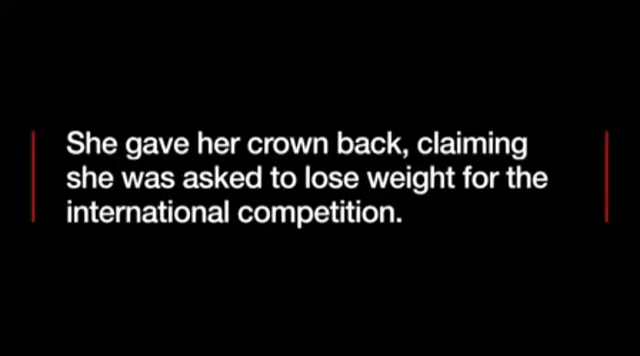 She gave her crown back, claiming
she was asked to lose weight for the
international competition.